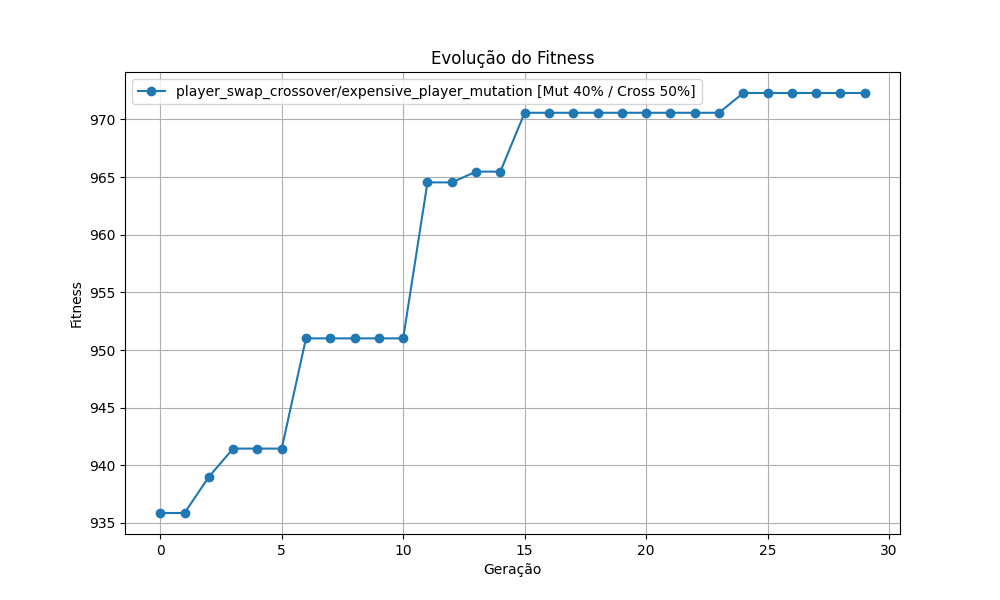 Evolução do Fitness
player_swap_crossover/expensive_player_mutation [Mut 40% / Cross 50%]
Fitness
970
965
960
955
950
945
940
935
0 5 10 15 20 25 30
Geração